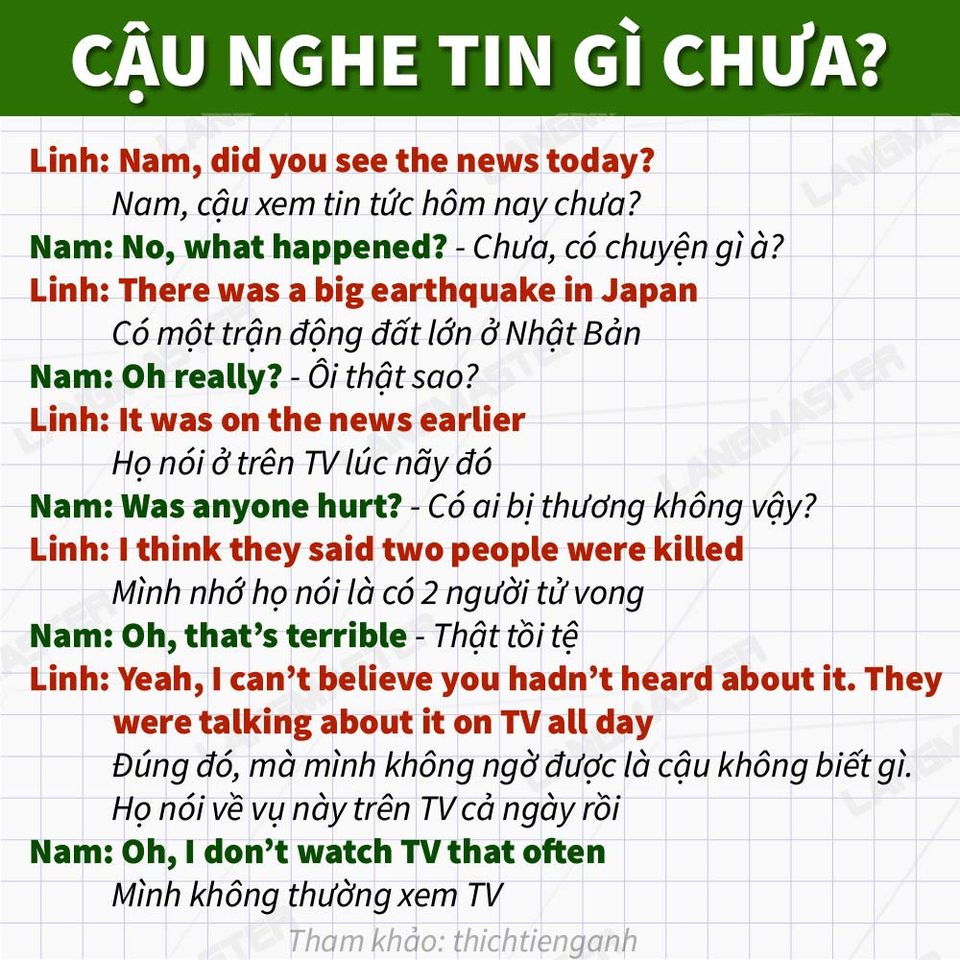 CẬU NGHE TIN GÌ CHƯA?
Linh: Nam, did you see the news today?
Nam, cậu xem tin tức hôm nay chưa?
Nam: No, what happened? - Chưa, có chuyện gì à?
Linh: There was a big earthquake in Japan
Có một trận động đất lớn ở Nhật Bản
Nam: Oh really? - Ôi thật sao?
Linh: It was on the news earlier
Họ nói ở trên TV lúc nãy đó
Nam: Was anyone hurt? - Có ai bị thương không vậy?
Linh: I think they said two people were killed
Mình nhớ họ nói là có 2 người tử vong
Nam: Oh, that's terrible - Thật tồi tệ
Linh: Yeah, I can't believe you hadn't heard about it. They
were talking about it on TV all day
Đúng đó, mà mình không ngờ được là cậu không biết gì.
Họ nói về vụ này trên TV cả ngày rồi
Nam: Oh, I don't watch TV that often
Mình không thường xem TV
Tham khảo: thichtienganh
LANGMASTER